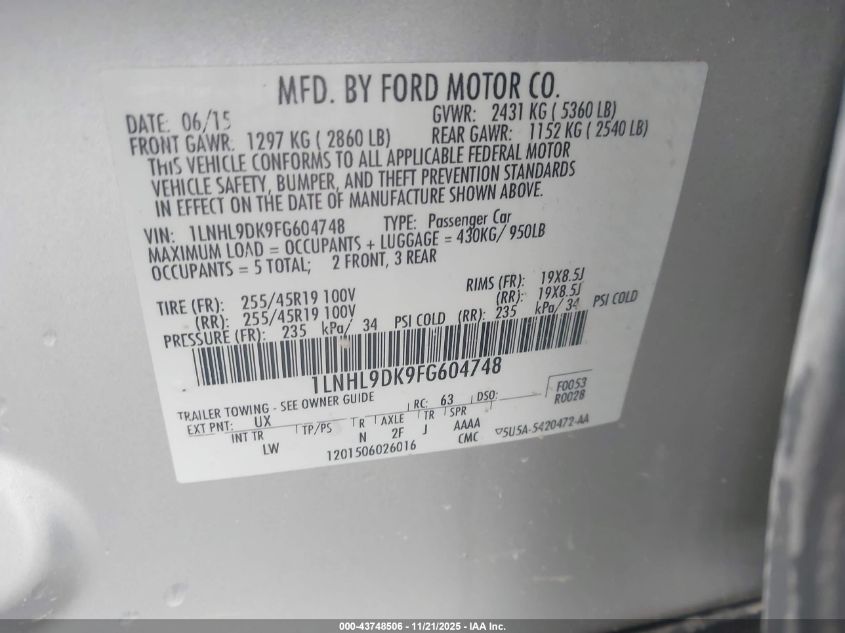 MFD. BY FORD MOTOR CO.
DATE: 06/15 GVWR: 2431 KG ( 5360 LB)
FRONT GAWR: 1297 KG ( 2860 LB) REAR GAWR: 1152 KG ( 2540 LB)
THIS VEHICLE CONFORMS TO ALL APPLICABLE FEDERAL MOTOR
VEHICLE SAFETY, BUMPER, AND THEFT PREVENTION STANDARDS
IN EFFECT ON THE DATE OF MANUFACTURE SHOWN ABOVE.
VIN: 1LNHL9DK9FG604748 TYPE: Passenger Car
MAXIMUM LOAD = OCCUPANTS + LUGGAGE = 430KG/ 950LB
OCCUPANTS = 5 TOTAL; 2 FRONT, 3 REAR
TIRE (FR): 255/45R19 100V RIMS (FR): 19X8.5J
(RR): 255/45R19 100V (RR): 19X8.5J
PRESSURE (FR): 235 kPa/ 34 PSI COLD (RR): 235 kPa/ 34 PSI COLD
1LNHL9DK9FG604748
TRAILER TOWING - SEE OWNER GUIDE RC: 63 DSO: F0053
EXT PNT: UX R0028
INT TR TP/PS R AXLE TR SPR
LW N 2F J AAAA
1201506026016 CMC ▽5U5A-5420472-AA
000-43748506 - 11/21/2025 - IAA Inc.